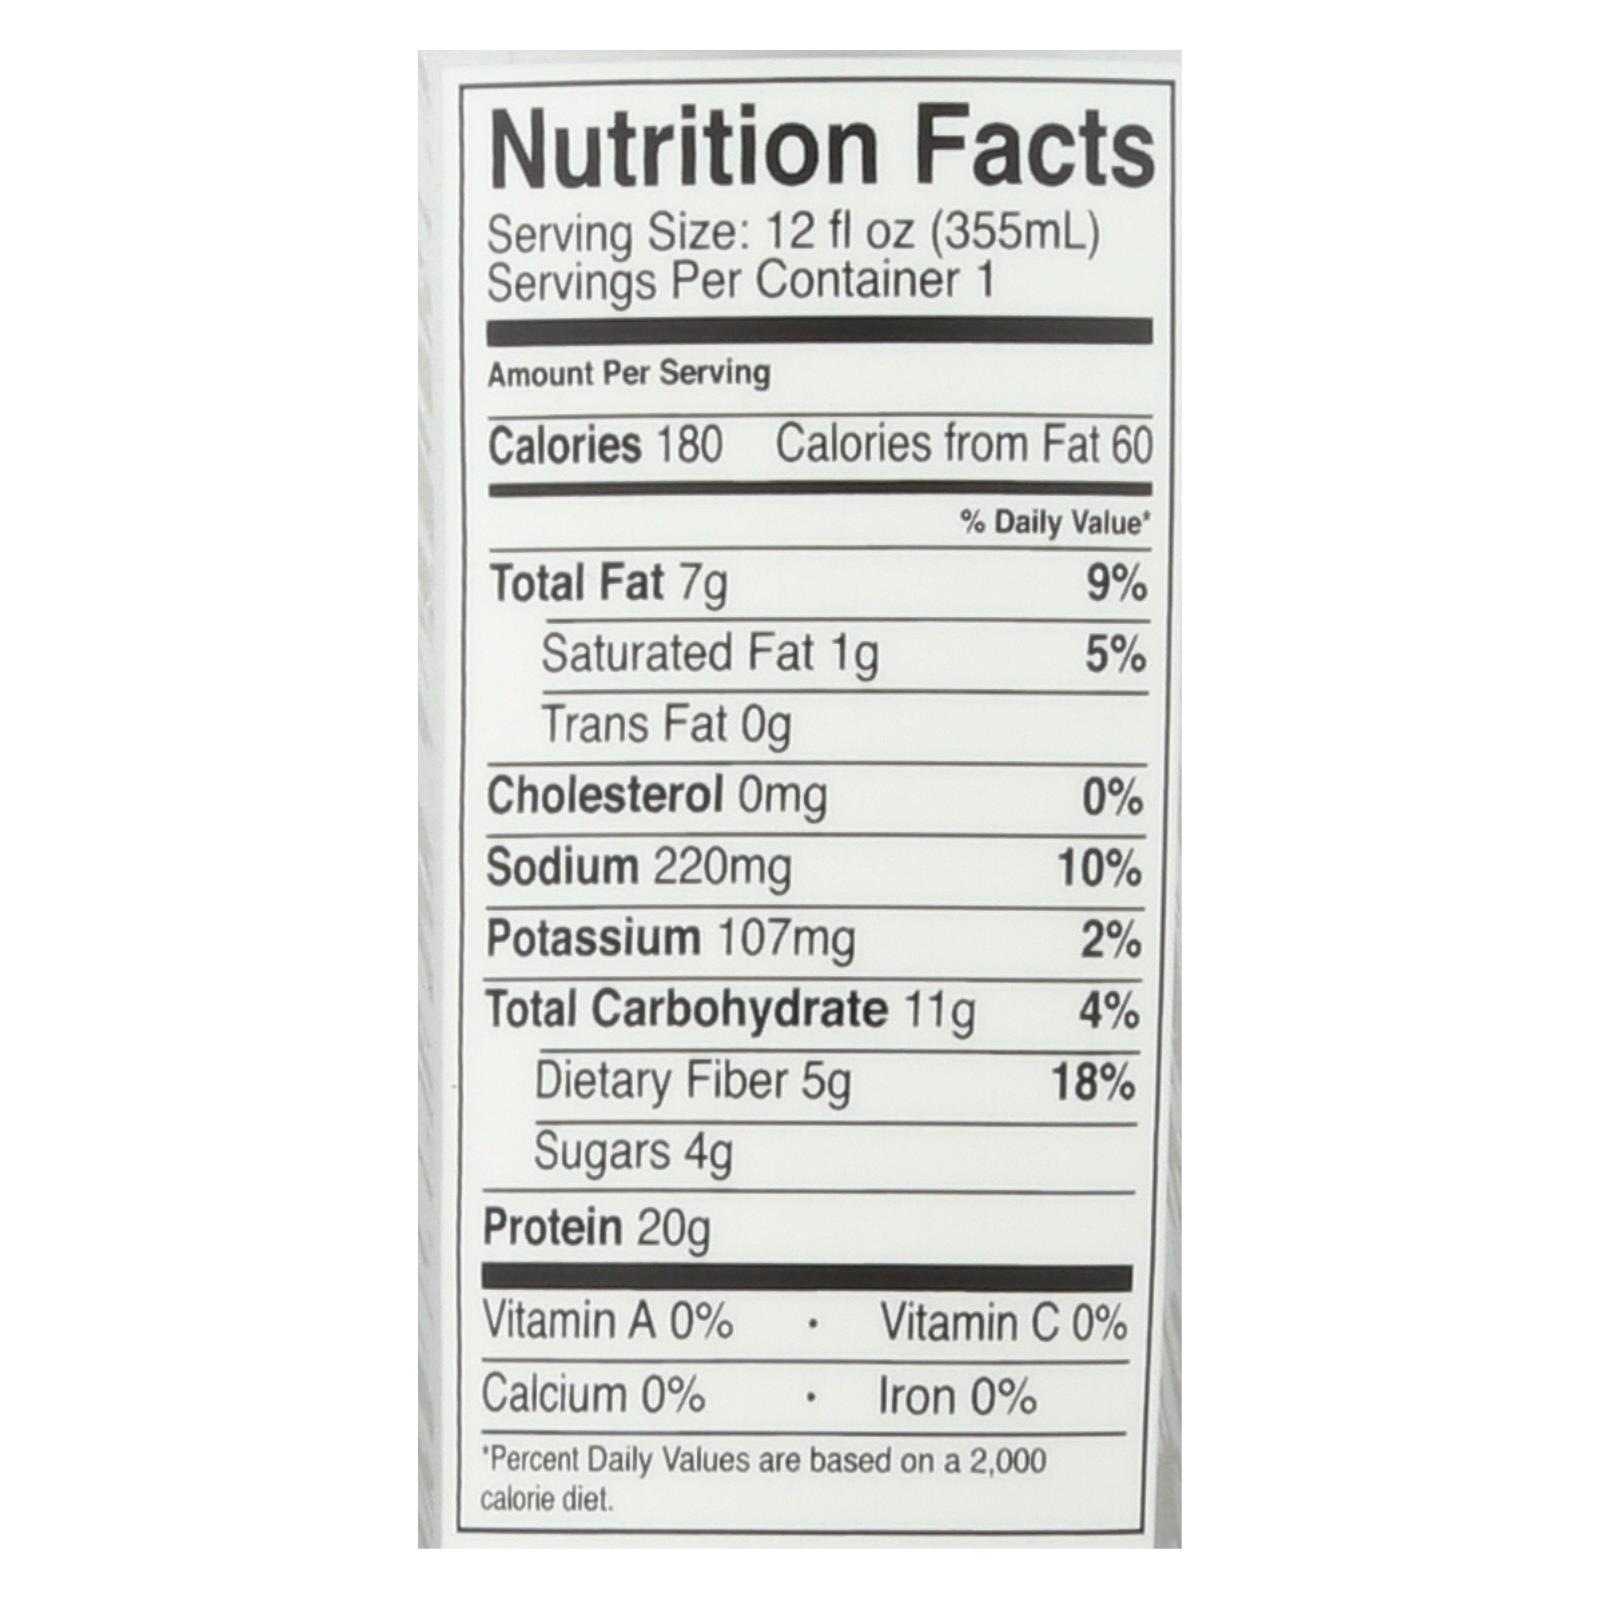 Nutrition Facts
Serving Size: 12 fl oz (355mL)
Servings Per Container 1
Amount Per Serving
Calories 180 Calories from Fat 60
% Daily Value*
Total Fat 7g 9%
Saturated Fat 1g 5%
Trans Fat 0g
Cholesterol 0mg 0%
Sodium 220mg 10%
Potassium 107mg 2%
Total Carbohydrate 11g 4%
Dietary Fiber 5g 18%
Sugars 4g
Protein 20g
Vitamin A 0% · Vitamin C 0%
Calcium 0% · Iron 0%
*Percent Daily Values are based on a 2,000
calorie diet.